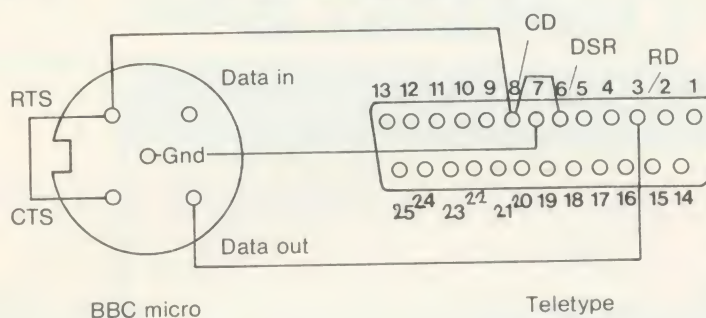 CD
DSR
RD
Data in
13 12 11 10 9 8 7 6 5 4 3 2 1
RTS
Gnd
CTS
25 24 23 22 21 20 19 18 17 16 15 14
Data out
BBC micro
Teletype